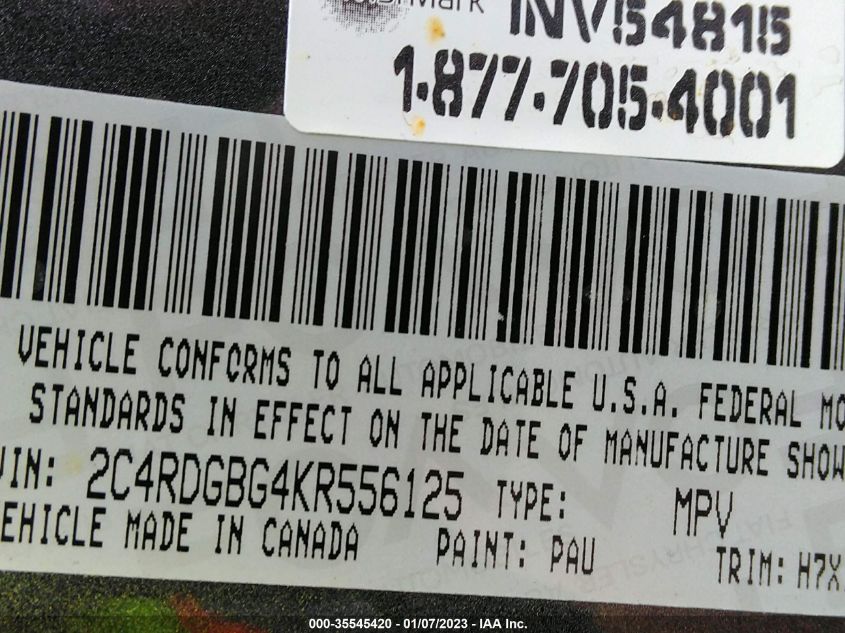 INV54815
1-877-705-4001
VEHICLE CONFORMS TO ALL APPLICABLE U.S.A. FEDERAL MO
STANDARDS IN EFFECT ON THE DATE OF MANUFACTURE SHOW
VIN: 2C4RDGBG4KR556125 TYPE: MPV
VEHICLE MADE IN CANADA PAINT: PAU TRIM: H7X
000-35545420 - 01/07/2023 - IAA Inc.